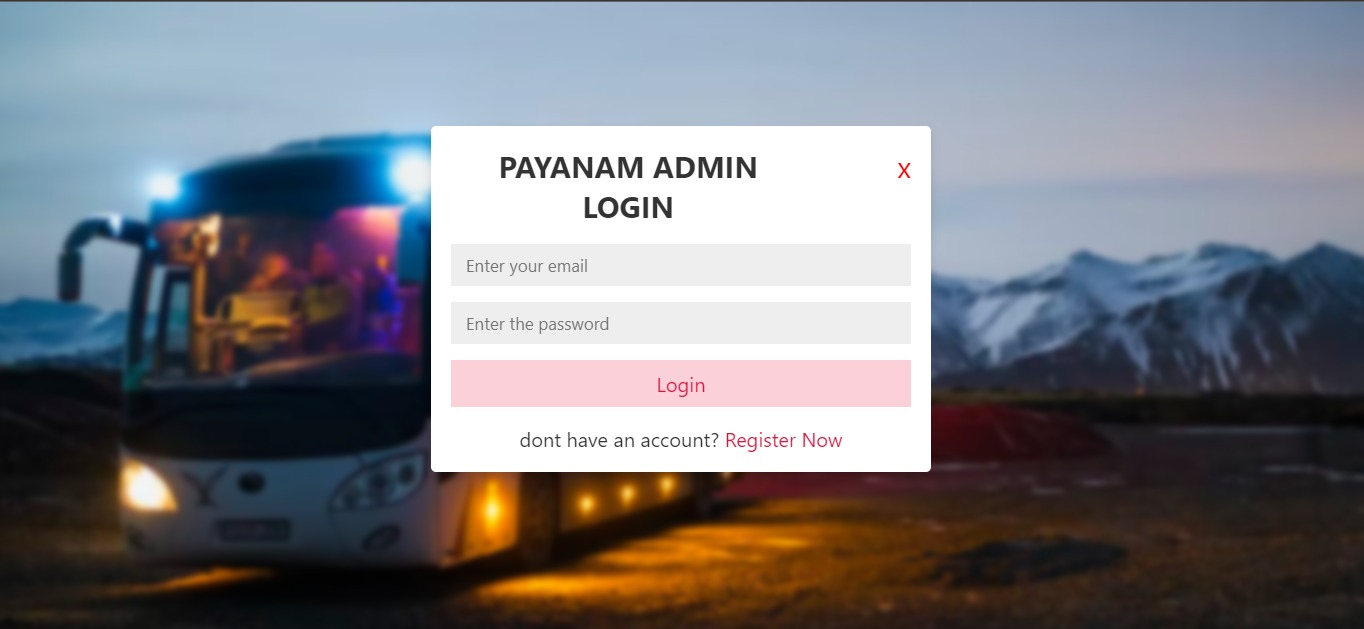 PAYANAM ADMIN
LOGIN
X
Enter your email
Enter the password
Login
dont have an account? Register Now